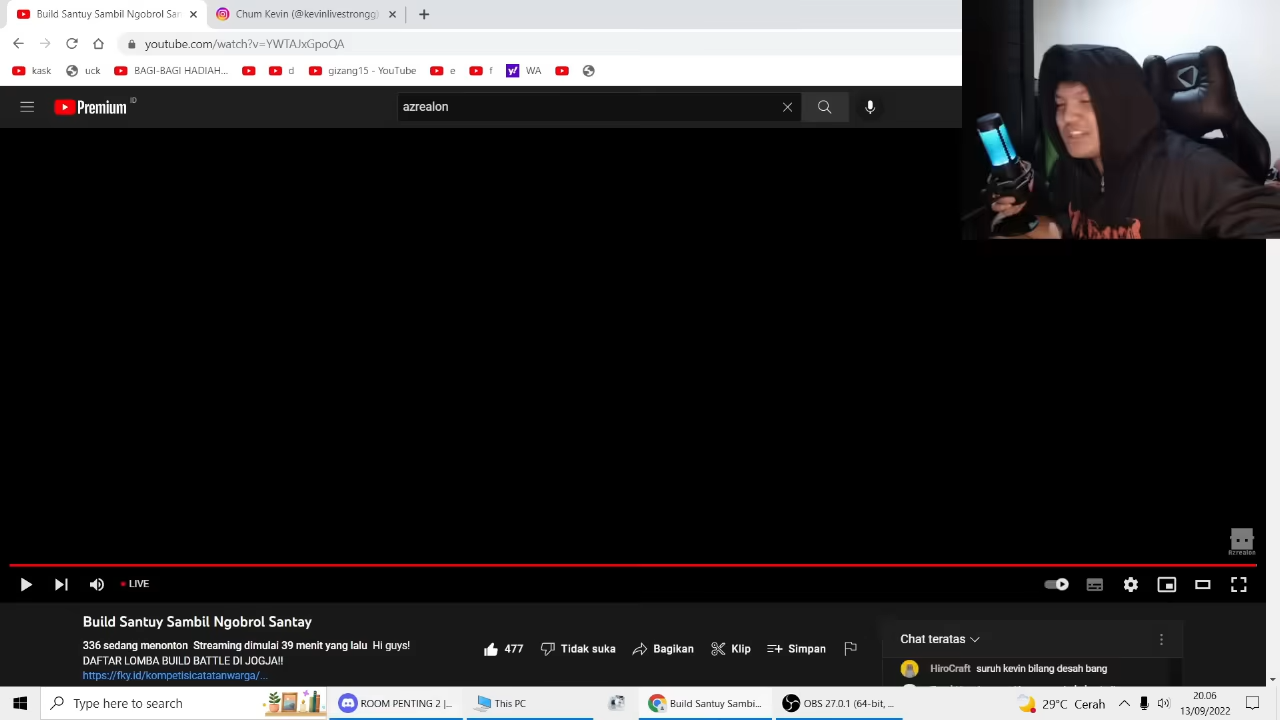 Build Santuy Sambil Ngobrol Sar
Chum Kevin (@kevinlivestrongg)
youtube.com/watch?v=YWTAJxGpoQA
kask uck BAGI-BAGI HADIAH... d gizang15 - YouTube e f WA
Premium ID
azrealon
Azrealon
LIVE
Build Santuy Sambil Ngobrol Santay
336 sedang menonton Streaming dimulai 39 menit yang lalu Hi guys!
DAFTAR LOMBA BUILD BATTLE DI JOGJA!!
https://fky.id/kompetisicatatanwarga/...
477 Tidak suka Bagikan Klip Simpan
Chat teratas
HiroCraft suruh kevin bilang desah bang
Type here to search
ROOM PENTING 2 |...
This PC
Build Santuy Sambi...
OBS 27.0.1 (64-bit, ...
29°C Cerah
20.06
13/09/2022